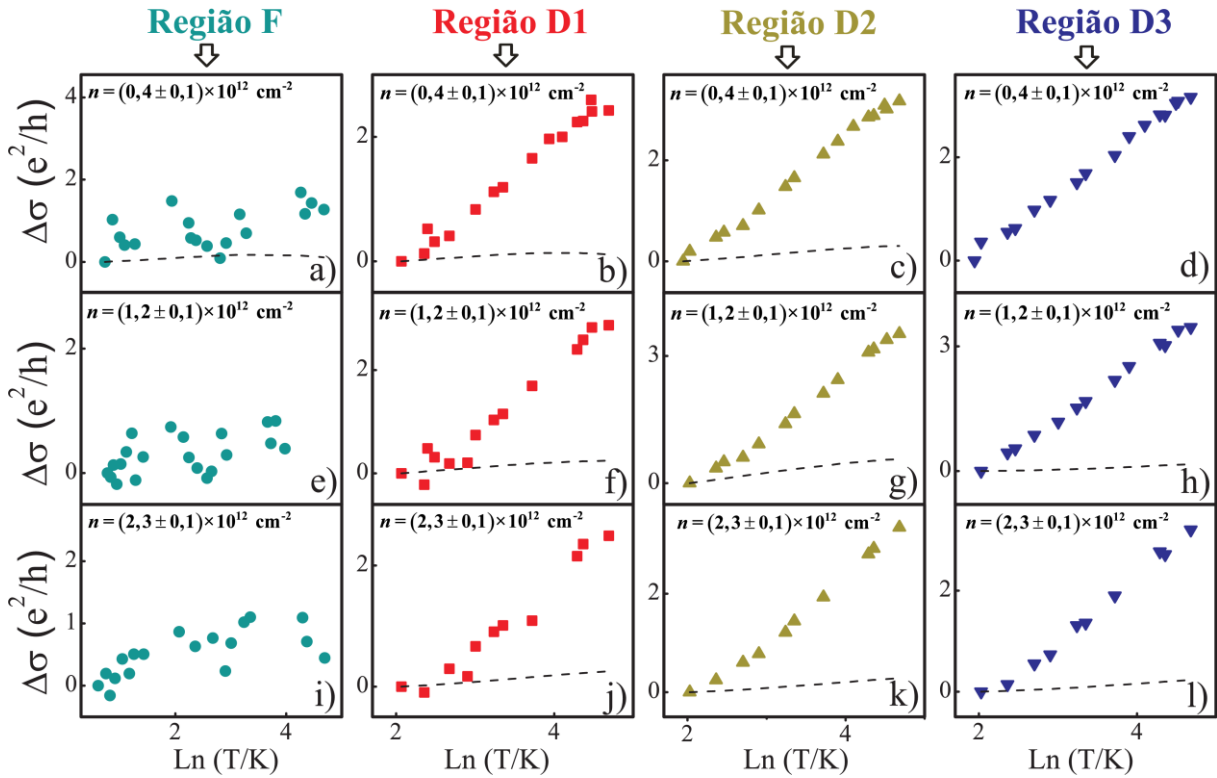 Região F Região D1 Região D2 Região D3
n = (0,4 ± 0,1) × 10¹² cm⁻² n = (0,4 ± 0,1) × 10¹² cm⁻² n = (0,4 ± 0,1) × 10¹² cm⁻² n = (0,4 ± 0,1) × 10¹² cm⁻²
Δσ (e²/h)
4
2
0
2
0
2
0
2
0
a) b) c) d)
n = (1,2 ± 0,1) × 10¹² cm⁻² n = (1,2 ± 0,1) × 10¹² cm⁻² n = (1,2 ± 0,1) × 10¹² cm⁻² n = (1,2 ± 0,1) × 10¹² cm⁻²
Δσ (e²/h)
2
0
2
0
3
0
3
0
e) f) g) h)
n = (2,3 ± 0,1) × 10¹² cm⁻² n = (2,3 ± 0,1) × 10¹² cm⁻² n = (2,3 ± 0,1) × 10¹² cm⁻² n = (2,3 ± 0,1) × 10¹² cm⁻²
Δσ (e²/h)
2
1
0
2
0
2
0
2
0
i) j) k) l)
2 4 2 4 2 4 2 4
Ln (T/K) Ln (T/K) Ln (T/K) Ln (T/K)